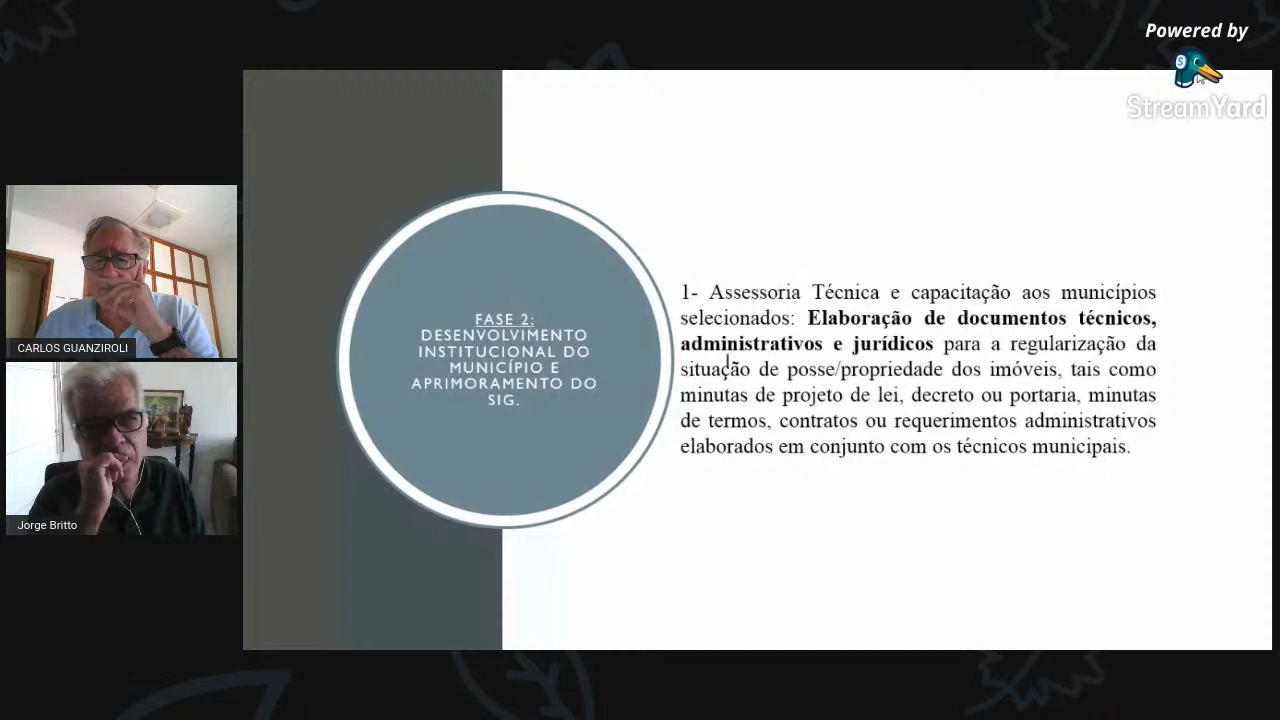 Powered by
StreamYard
CARLOS GUANZIROLI
Jorge Britto
FASE 2:
DESENVOLVIMENTO
INSTITUCIONAL DO
MUNICÍPIO E
APRIMORAMENTO DO
SIG.
1- Assessoria Técnica e capacitação aos municípios
selecionados: Elaboração de documentos técnicos,
administrativos e jurídicos para a regularização da
situação de posse/propriedade dos imóveis, tais como
minutas de projeto de lei, decreto ou portaria, minutas
de termos, contratos ou requerimentos administrativos
elaborados em conjunto com os técnicos municipais.